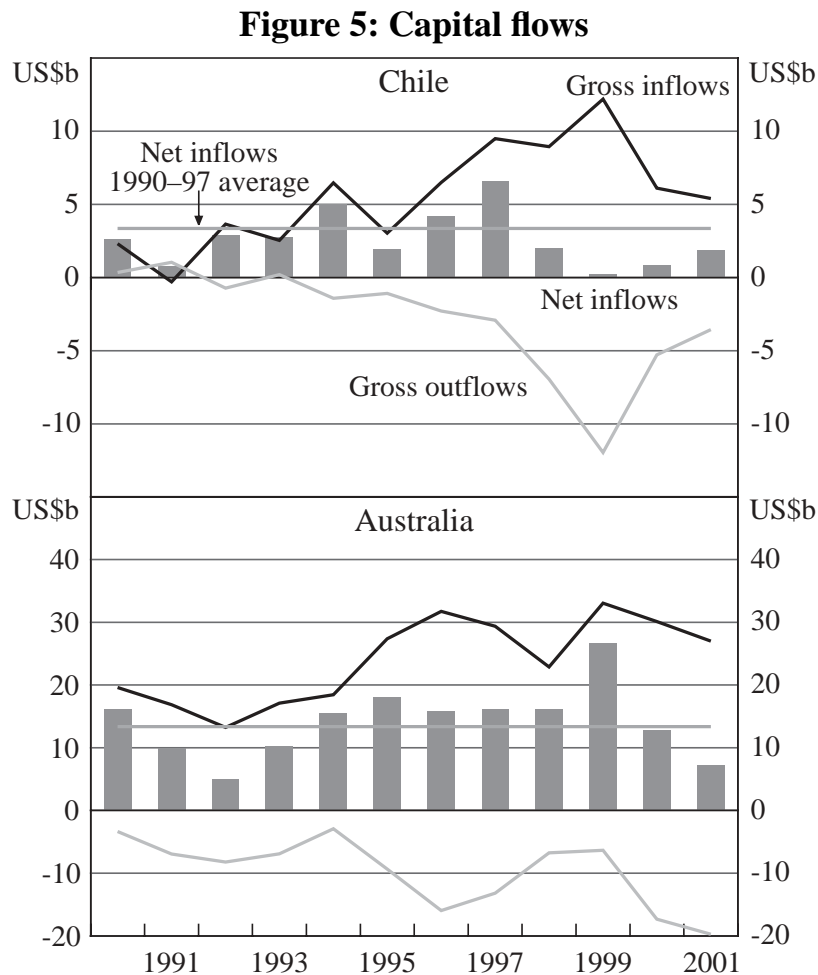 Figure 5: Capital flows
US$b
Chile
US$b
Gross inflows
10
10
Net inflows
1990–97 average
5
5
0
0
Net inflows
-5
-5
Gross outflows
-10
-10
US$b
Australia
US$b
40
40
30
30
20
20
10
10
0
0
-10
-10
-20
-20
1991
1993
1995
1997
1999
2001